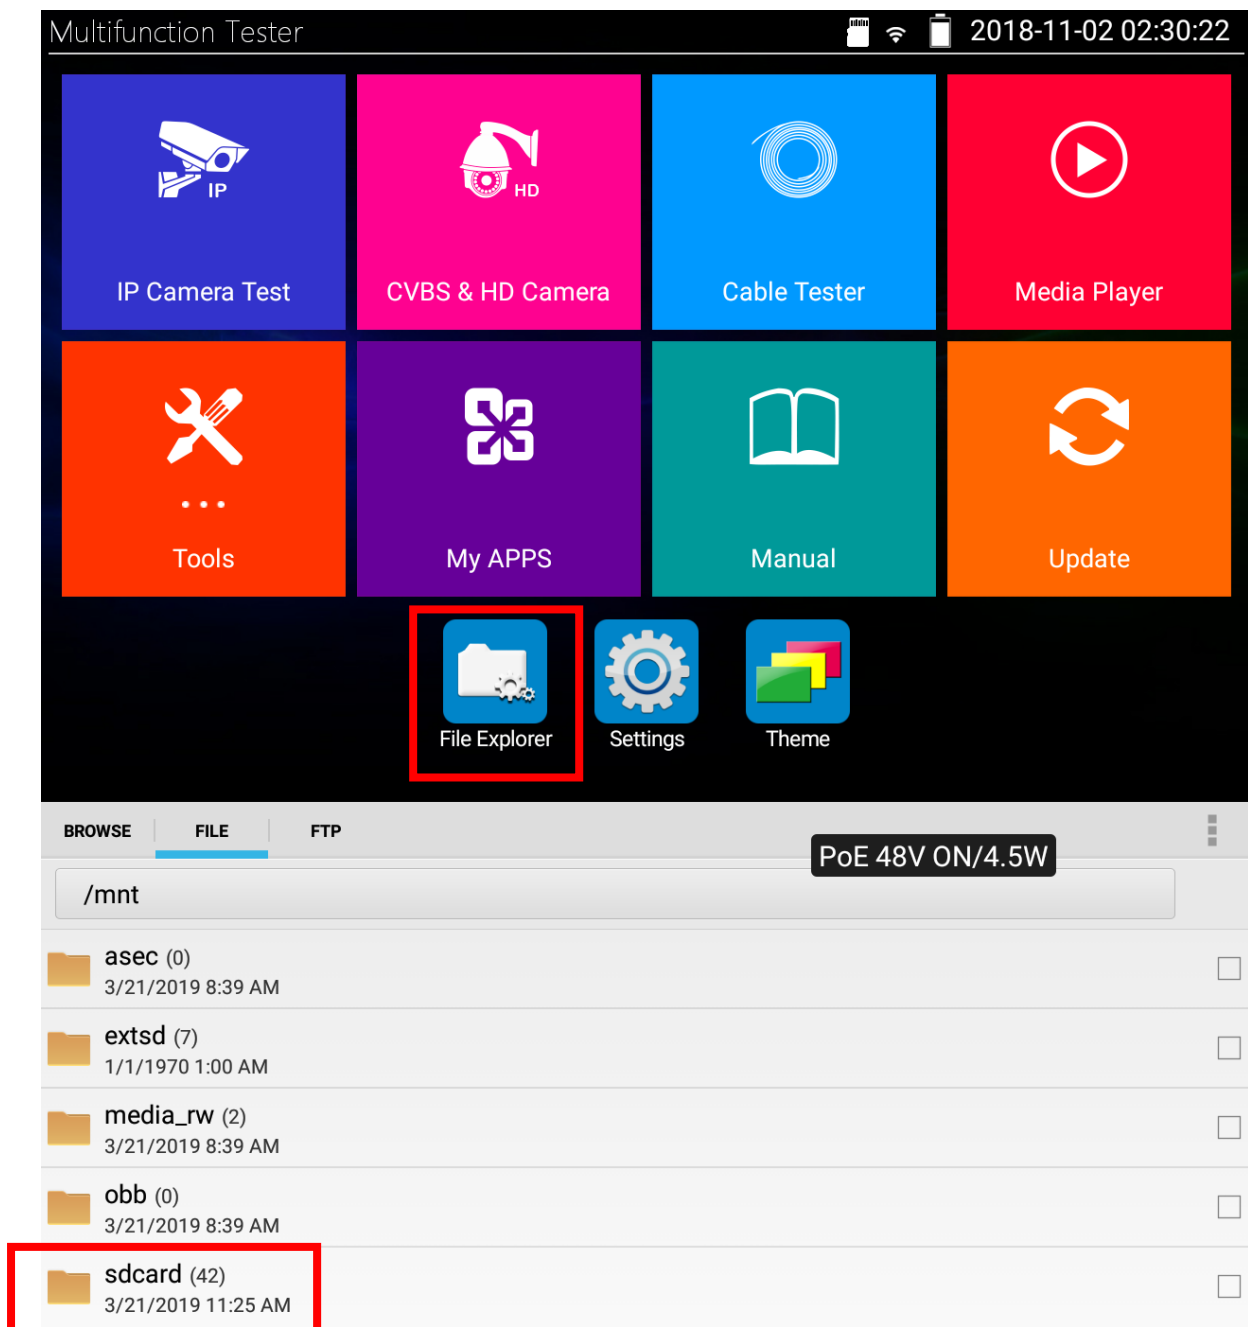 Multifunction Tester
2018-11-02 02:30:22
IP
HD
IP Camera Test
CVBS & HD Camera
Cable Tester
Media Player
Tools
My APPS
Manual
Update
File Explorer
Settings
Theme
BROWSE
FILE
FTP
PoE 48V ON/4.5W
/mnt
asec (0)
3/21/2019 8:39 AM
extsd (7)
1/1/1970 1:00 AM
media_rw (2)
3/21/2019 8:39 AM
obb (0)
3/21/2019 8:39 AM
sdcard (42)
3/21/2019 11:25 AM